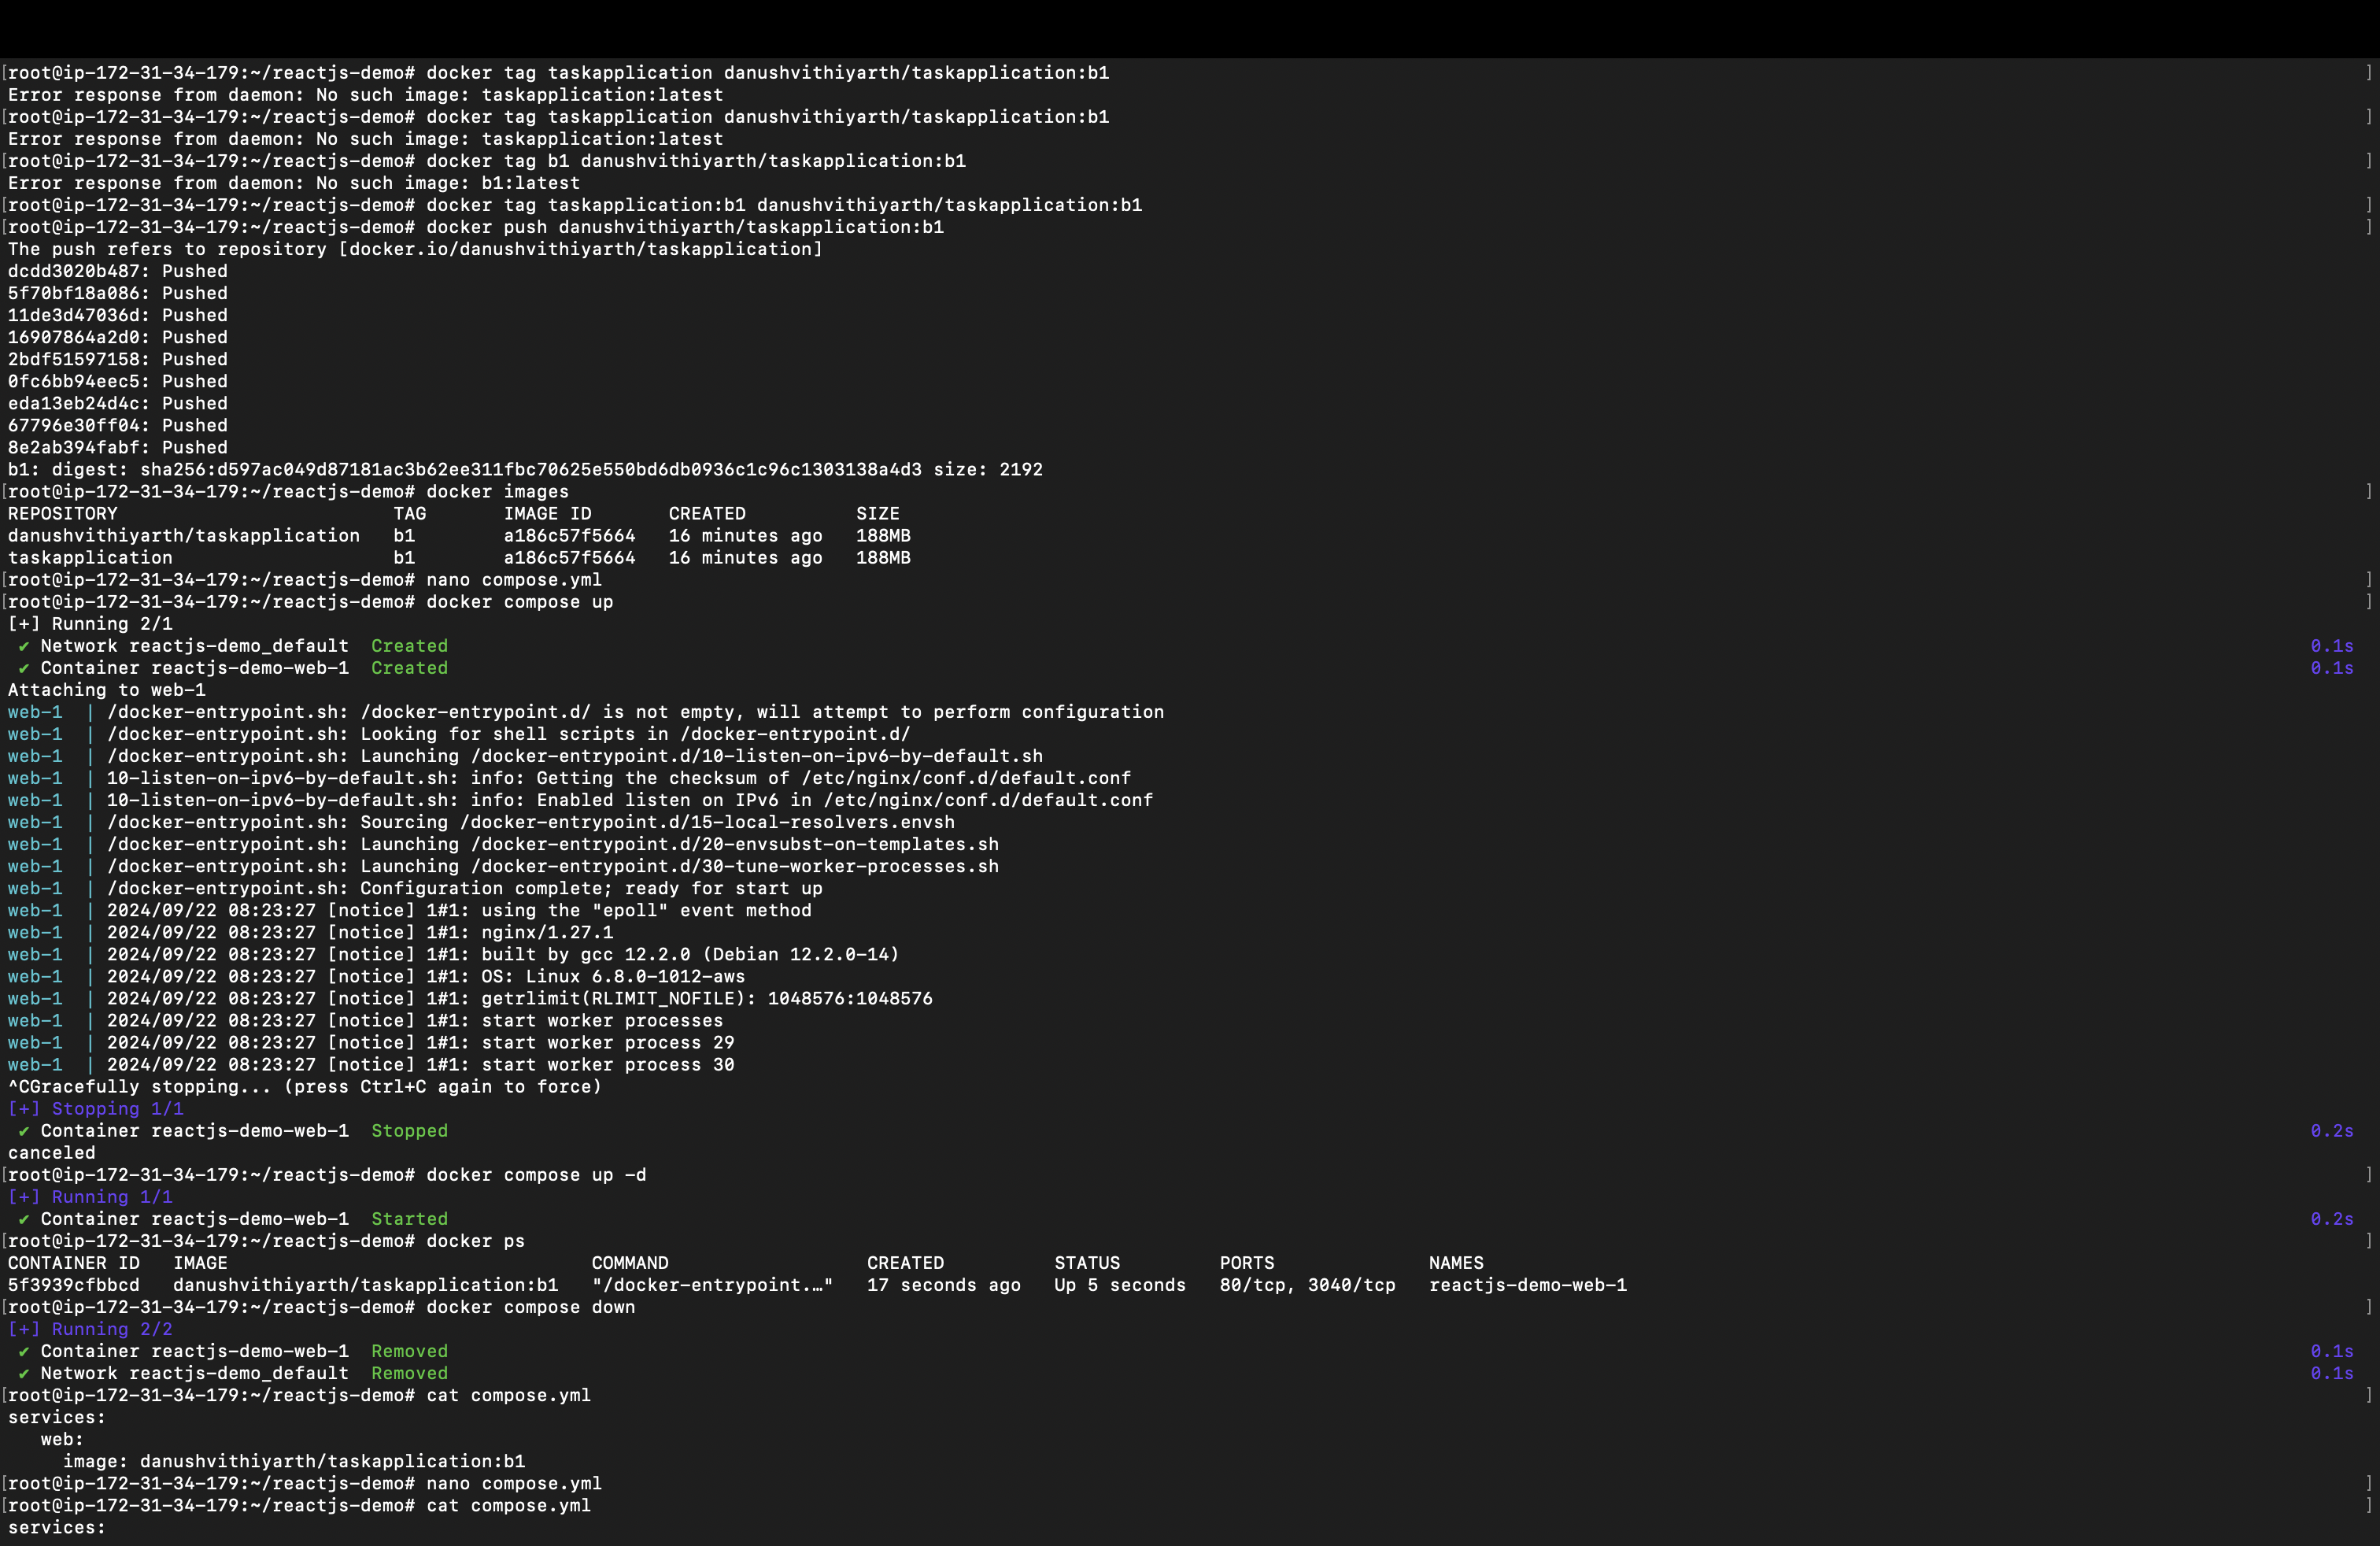 [root@ip-172-31-34-179:~/reactjs-demo# docker tag taskapplication danushvithiyarth/taskapplication:b1 ]
Error response from daemon: No such image: taskapplication:latest
[root@ip-172-31-34-179:~/reactjs-demo# docker tag taskapplication danushvithiyarth/taskapplication:b1 ]
Error response from daemon: No such image: taskapplication:latest
[root@ip-172-31-34-179:~/reactjs-demo# docker tag b1 danushvithiyarth/taskapplication:b1 ]
Error response from daemon: No such image: b1:latest
[root@ip-172-31-34-179:~/reactjs-demo# docker tag taskapplication:b1 danushvithiyarth/taskapplication:b1 ]
[root@ip-172-31-34-179:~/reactjs-demo# docker push danushvithiyarth/taskapplication:b1 ]
The push refers to repository [docker.io/danushvithiyarth/taskapplication]
dcdd3020b487: Pushed
5f70bf18a086: Pushed
11de3d47036d: Pushed
16907864a2d0: Pushed
2bdf51597158: Pushed
0fc6bb94eec5: Pushed
eda13eb24d4c: Pushed
67796e30ff04: Pushed
8e2ab394fabf: Pushed
b1: digest: sha256:d597ac049d87181ac3b62ee311fbc70625e550bd6db0936c1c96c1303138a4d3 size: 2192
[root@ip-172-31-34-179:~/reactjs-demo# docker images ]
REPOSITORY TAG IMAGE ID CREATED SIZE
danushvithiyarth/taskapplication b1 a186c57f5664 16 minutes ago 188MB
taskapplication b1 a186c57f5664 16 minutes ago 188MB
[root@ip-172-31-34-179:~/reactjs-demo# nano compose.yml ]
[root@ip-172-31-34-179:~/reactjs-demo# docker compose up ]
[+] Running 2/1
✔ Network reactjs-demo_default Created 0.1s
✔ Container reactjs-demo-web-1 Created 0.1s
Attaching to web-1
web-1 | /docker-entrypoint.sh: /docker-entrypoint.d/ is not empty, will attempt to perform configuration
web-1 | /docker-entrypoint.sh: Looking for shell scripts in /docker-entrypoint.d/
web-1 | /docker-entrypoint.sh: Launching /docker-entrypoint.d/10-listen-on-ipv6-by-default.sh
web-1 | 10-listen-on-ipv6-by-default.sh: info: Getting the checksum of /etc/nginx/conf.d/default.conf
web-1 | 10-listen-on-ipv6-by-default.sh: info: Enabled listen on IPv6 in /etc/nginx/conf.d/default.conf
web-1 | /docker-entrypoint.sh: Sourcing /docker-entrypoint.d/15-local-resolvers.envsh
web-1 | /docker-entrypoint.sh: Launching /docker-entrypoint.d/20-envsubst-on-templates.sh
web-1 | /docker-entrypoint.sh: Launching /docker-entrypoint.d/30-tune-worker-processes.sh
web-1 | /docker-entrypoint.sh: Configuration complete; ready for start up
web-1 | 2024/09/22 08:23:27 [notice] 1#1: using the "epoll" event method
web-1 | 2024/09/22 08:23:27 [notice] 1#1: nginx/1.27.1
web-1 | 2024/09/22 08:23:27 [notice] 1#1: built by gcc 12.2.0 (Debian 12.2.0-14)
web-1 | 2024/09/22 08:23:27 [notice] 1#1: OS: Linux 6.8.0-1012-aws
web-1 | 2024/09/22 08:23:27 [notice] 1#1: getrlimit(RLIMIT_NOFILE): 1048576:1048576
web-1 | 2024/09/22 08:23:27 [notice] 1#1: start worker processes
web-1 | 2024/09/22 08:23:27 [notice] 1#1: start worker process 29
web-1 | 2024/09/22 08:23:27 [notice] 1#1: start worker process 30
^CGracefully stopping... (press Ctrl+C again to force)
[+] Stopping 1/1
✔ Container reactjs-demo-web-1 Stopped 0.2s
canceled
[root@ip-172-31-34-179:~/reactjs-demo# docker compose up -d ]
[+] Running 1/1
✔ Container reactjs-demo-web-1 Started 0.2s
[root@ip-172-31-34-179:~/reactjs-demo# docker ps ]
CONTAINER ID IMAGE COMMAND CREATED STATUS PORTS NAMES
5f3939cfbbcd danushvithiyarth/taskapplication:b1 "/docker-entrypoint.…" 17 seconds ago Up 5 seconds 80/tcp, 3040/tcp reactjs-demo-web-1
[root@ip-172-31-34-179:~/reactjs-demo# docker compose down ]
[+] Running 2/2
✔ Container reactjs-demo-web-1 Removed 0.1s
✔ Network reactjs-demo_default Removed 0.1s
[root@ip-172-31-34-179:~/reactjs-demo# cat compose.yml ]
services:
web:
image: danushvithiyarth/taskapplication:b1
[root@ip-172-31-34-179:~/reactjs-demo# nano compose.yml ]
[root@ip-172-31-34-179:~/reactjs-demo# cat compose.yml ]
services: